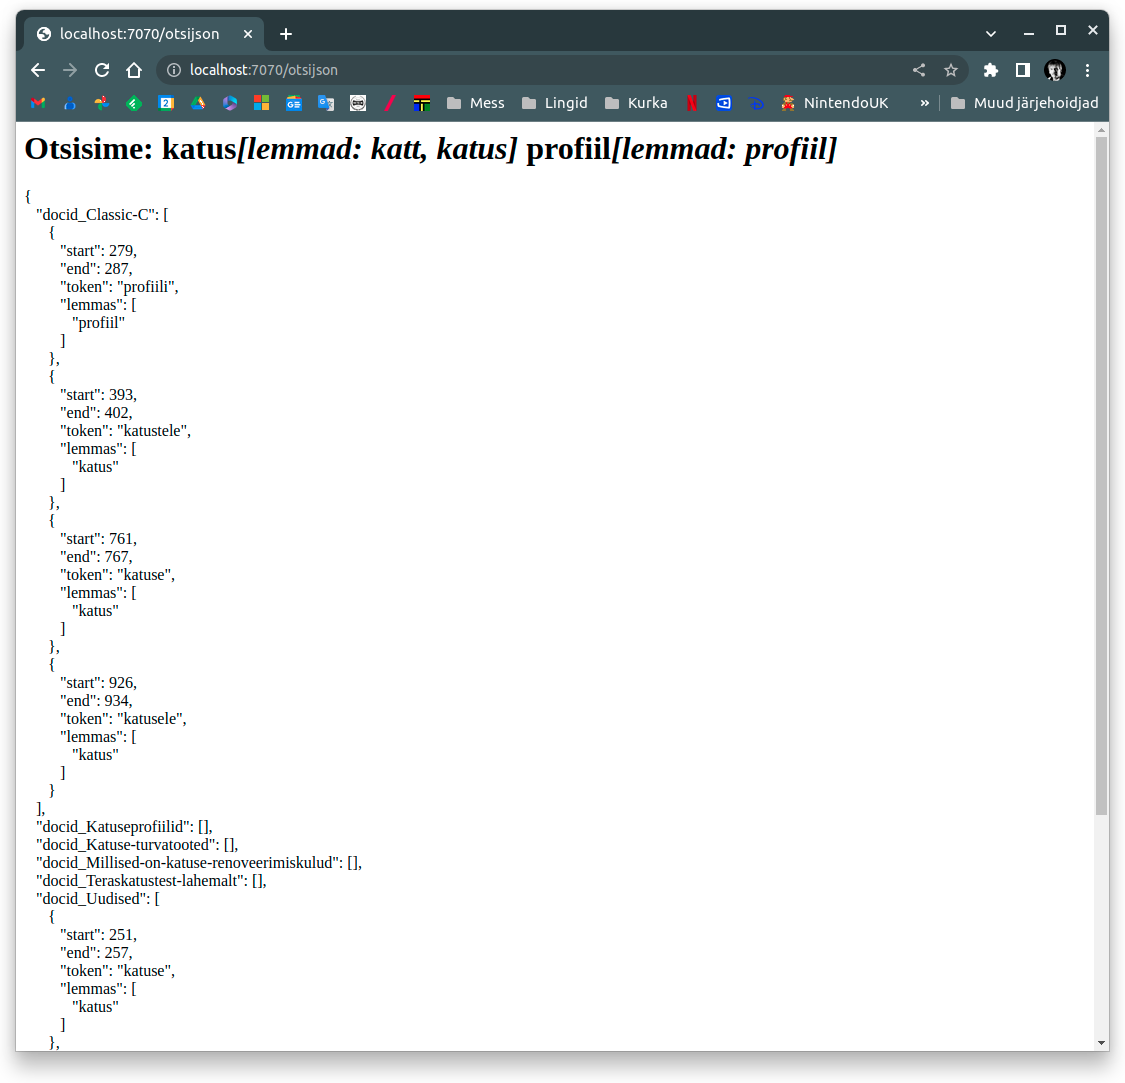 localhost:7070/otsijson
localhost:7070/otsijson
Mess Lingid Kurka NintendoUK » Muud järjehoidjad
Otsisime: katus[lemmad: katt, katus] profiil[lemmad: profiil]
{
"docid_Classic-C": [
{
"start": 279,
"end": 287,
"token": "profiili",
"lemmas": [
"profiil"
]
},
{
"start": 393,
"end": 402,
"token": "katustele",
"lemmas": [
"katus"
]
},
{
"start": 761,
"end": 767,
"token": "katuse",
"lemmas": [
"katus"
]
},
{
"start": 926,
"end": 934,
"token": "katusele",
"lemmas": [
"katus"
]
}
],
"docid_Katuseprofiilid": [],
"docid_Katuse-turvatooted": [],
"docid_Millised-on-katuse-renoveerimiskulud": [],
"docid_Teraskatustest-lahemalt": [],
"docid_Uudised": [
{
"start": 251,
"end": 257,
"token": "katuse",
"lemmas": [
"katus"
]
},